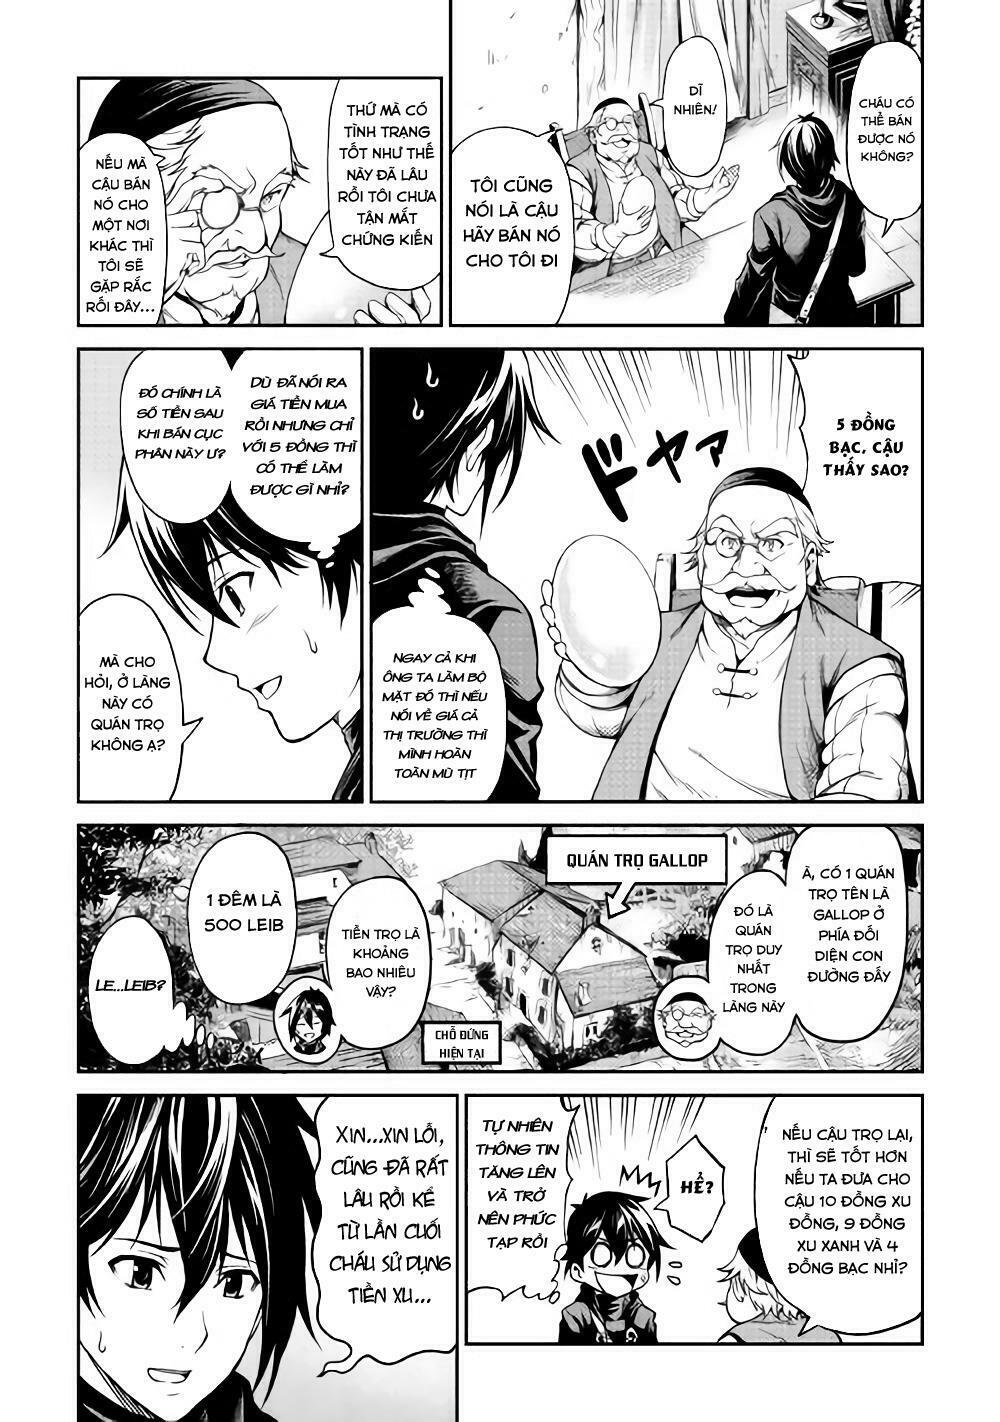 CHÁU CÓ
THỂ BÁN
ĐƯỢC NÓ
KHÔNG?
DĨ
NHIÊN!
TÔI CŨNG
NÓI LÀ CẬU
HÃY BÁN NÓ
CHO TÔI ĐI
THỨ MÀ CÓ
TÌNH TRẠNG
TỐT NHƯ THẾ
NÀY ĐÃ LÂU
RỒI TÔI CHƯA
TẬN MẮT
CHỨNG KIẾN
NẾU MÀ
CẬU BÁN
NÓ CHO
MỘT NƠI
KHÁC THÌ
TÔI SẼ
GẶP RẮC
RỐI ĐẤY...
5 ĐỒNG
BẠC, CẬU
THẤY SAO?
ドヤァ
NGAY CẢ KHI
ÔNG TA LÀM BỘ
MẶT ĐÓ THÌ NẾU
NÓI VỀ GIÁ CẢ
THỊ TRƯỜNG THÌ
MÌNH HOÀN
TOÀN MÙ TỊT
DÙ ĐÃ NÓI RA
GIÁ TIỀN MUA
RỒI NHƯNG CHỈ
VỚI 5 ĐỒNG THÌ
CÓ THỂ LÀM
ĐƯỢC GÌ NHỈ?
ĐÓ CHÍNH LÀ
SỐ TIỀN SAU
KHI BÁN CỤC
PHÂN NÀY Ư?
MÀ CHO
HỎI, Ở LÀNG
NÀY CÓ
QUÁN TRỌ
KHÔNG Ạ?
À, CÓ 1 QUÁN
TRỌ TÊN LÀ
GALLOP Ở
PHÍA ĐỐI
DIỆN CON
ĐƯỜNG ĐẤY
ĐÓ LÀ
QUÁN
TRỌ DUY
NHẤT
TRONG
LÀNG NÀY
QUÁN TRỌ GALLOP
CHỖ ĐỨNG
HIỆN TẠI
TIỀN TRỌ LÀ
KHOẢNG
BAO NHIÊU
VẬY?
1 ĐÊM LÀ
500 LEIB
LE...LEIB?
NẾU CẬU TRỌ LẠI,
THÌ SẼ TỐT HƠN
NẾU TA ĐƯA CHO
CẬU 10 ĐỒNG XU
ĐỒNG, 9 ĐỒNG
XU XANH VÀ 4
ĐỒNG BẠC NHỈ?
HỂ?
TỰ NHIÊN
THÔNG TIN
TĂNG LÊN
VÀ TRỞ
NÊN PHỨC
TẠP RỒI
XIN...XIN LỖI,
CŨNG ĐÃ RẤT
LÂU RỒI KỂ
TỪ LẦN CUỐI
CHÁU SỬ DỤNG
TIỀN XU...